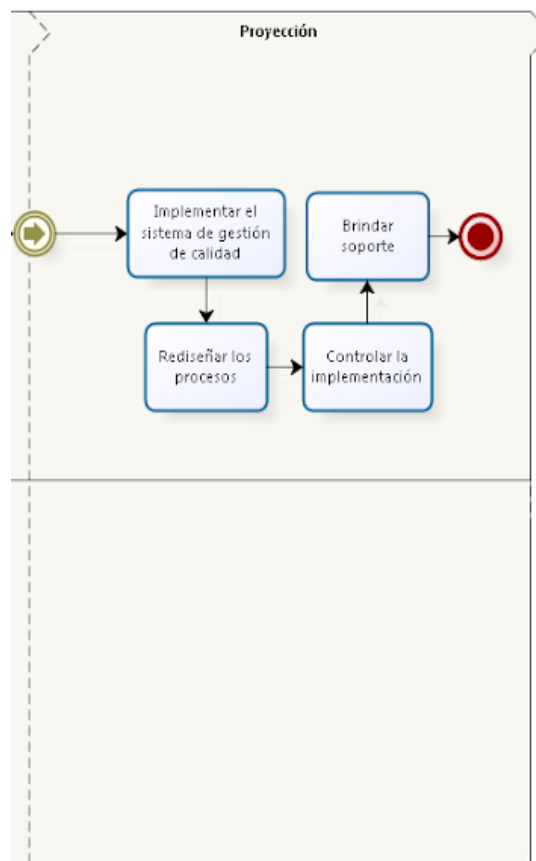 Proyección
Implementar el
sistema de gestión
de calidad
Rediseñar los
procesos
Controlar la
implementación
Brindar
soporte